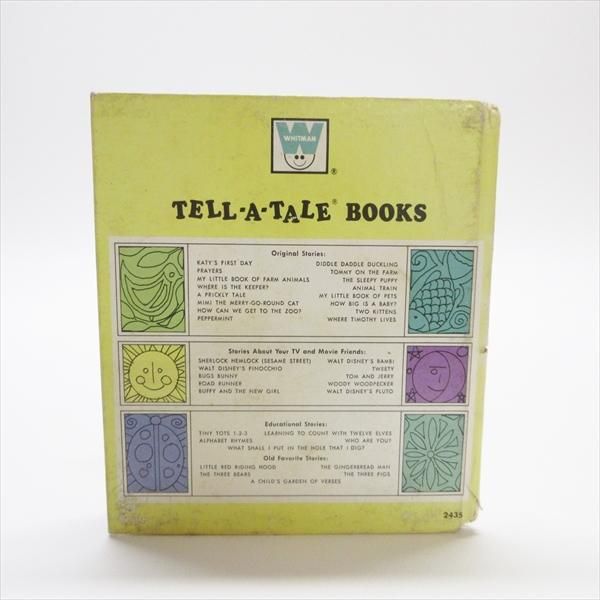 WHITMAN
®
TELL-A-TALE® BOOKS
Original Stories:
KATY'S FIRST DAY
PRAYERS
MY LITTLE BOOK OF FARM ANIMALS
WHERE IS THE KEEPER?
A PRICKLY TALE
MIMI THE MERRY-GO-ROUND CAT
HOW CAN WE GET TO THE ZOO?
PEPPERMINT
DIDDLE DADDLE DUCKLING
TOMMY ON THE FARM
THE SLEEPY PUPPY
ANIMAL TRAIN
MY LITTLE BOOK OF PETS
HOW BIG IS A BABY?
TWO KITTENS
WHERE TIMOTHY LIVES
Stories About Your TV and Movie Friends:
SHERLOCK HEMLOCK (SESAME STREET)
WALT DISNEY'S PINOCCHIO
BUGS BUNNY
ROAD RUNNER
BUFFY AND THE NEW GIRL
WALT DISNEY'S BAMBI
TWEETY
TOM AND JERRY
WOODY WOODPECKER
WALT DISNEY'S PLUTO
Educational Stories:
TINY TOTS 1-2-3 LEARNING TO COUNT WITH TWELVE ELVES
ALPHABET RHYMES WHO ARE YOU?
WHAT SHALL I PUT IN THE HOLE THAT I DIG?
Old Favorite Stories:
LITTLE RED RIDING HOOD THE GINGERBREAD MAN
THE THREE BEARS THE THREE PIGS
A CHILD'S GARDEN OF VERSES
2435